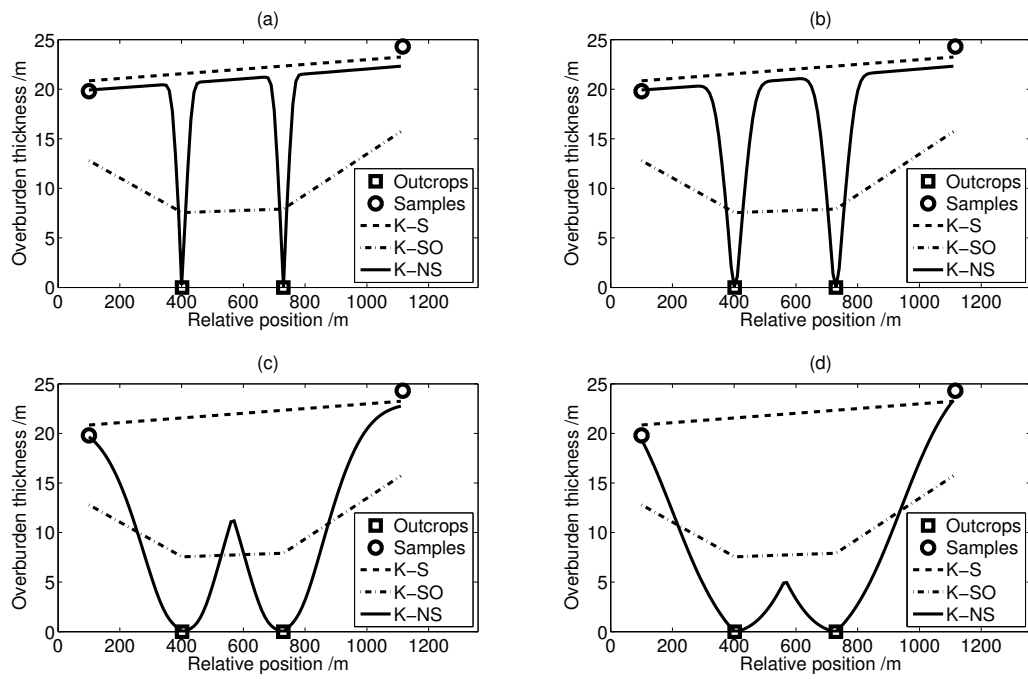 (a)
25
20
15
10
5
0
Overburden thickness /m
Outcrops
Samples
K−S
K−SO
K−NS
0 200 400 600 800 1000 1200
Relative position /m
(b)
25
20
15
10
5
0
Overburden thickness /m
Outcrops
Samples
K−S
K−SO
K−NS
0 200 400 600 800 1000 1200
Relative position /m
(c)
25
20
15
10
5
0
Overburden thickness /m
Outcrops
Samples
K−S
K−SO
K−NS
0 200 400 600 800 1000 1200
Relative position /m
(d)
25
20
15
10
5
0
Overburden thickness /m
Outcrops
Samples
K−S
K−SO
K−NS
0 200 400 600 800 1000 1200
Relative position /m